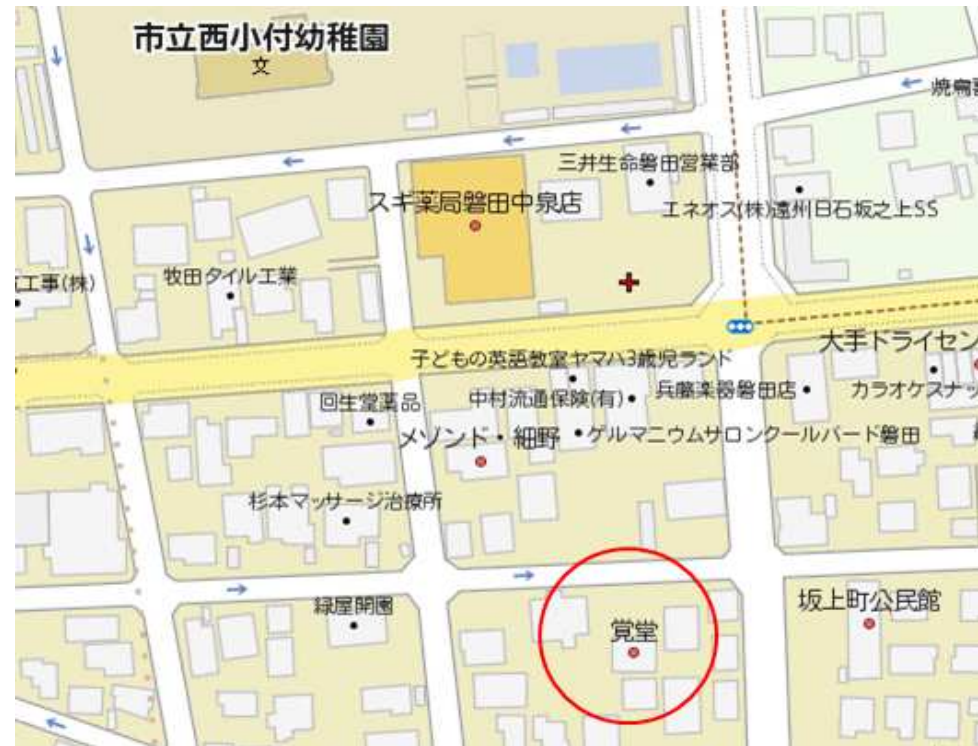 市立西小付幼稚園
文
焼鳥
三井生命磐田営業部
スギ薬局磐田中泉店
エネオス(株)遠州日石坂之上SS
工事(株)
牧田タイル工業
大手ドライセン
子どもの英語教室ヤマハ3歳児ランド
回生堂薬品
中村流通保険(有)
兵藤楽器磐田店
カラオケスナッ
メゾンド・細野
ゲルマニウムサロンクールバード磐田
杉本マッサージ治療所
緑屋開園
覚堂
坂上町公民館